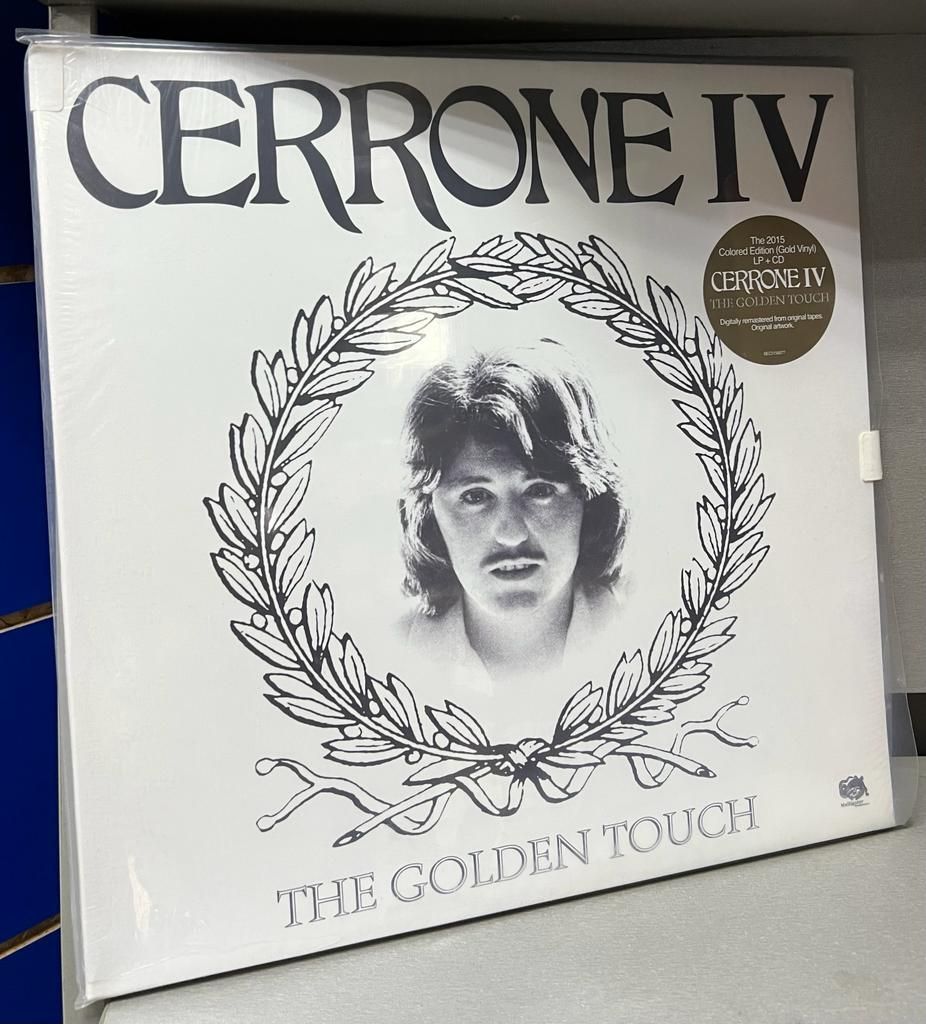 CERRONE IV
The 2015
Colored Edition (Gold Vinyl)
LP + CD
CERRONE IV
THE GOLDEN TOUCH
Digitally remastered from original tapes.
Original artwork.
THE GOLDEN TOUCH
Malligator